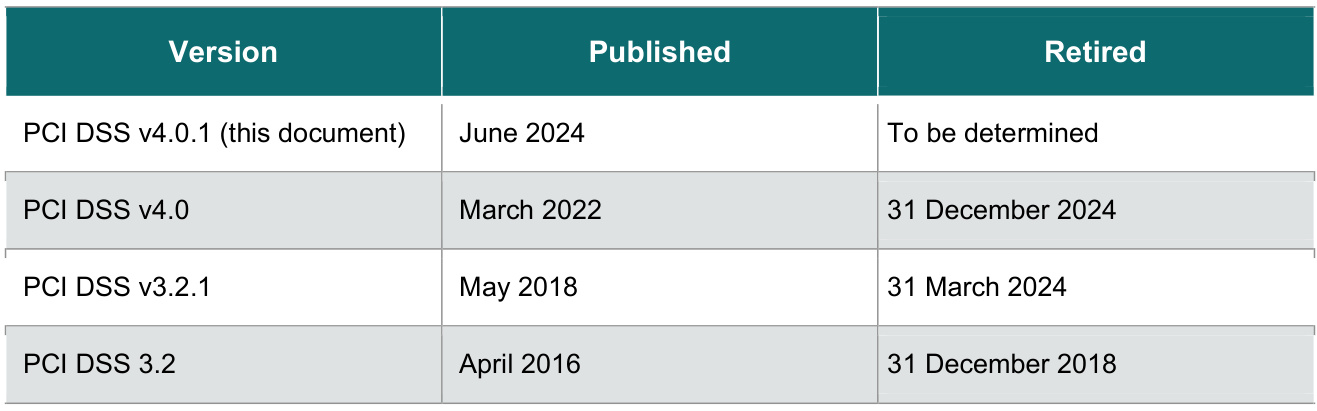 Version Published Retired
PCI DSS v4.0.1 (this document) June 2024 To be determined
PCI DSS v4.0 March 2022 31 December 2024
PCI DSS v3.2.1 May 2018 31 March 2024
PCI DSS 3.2 April 2016 31 December 2018